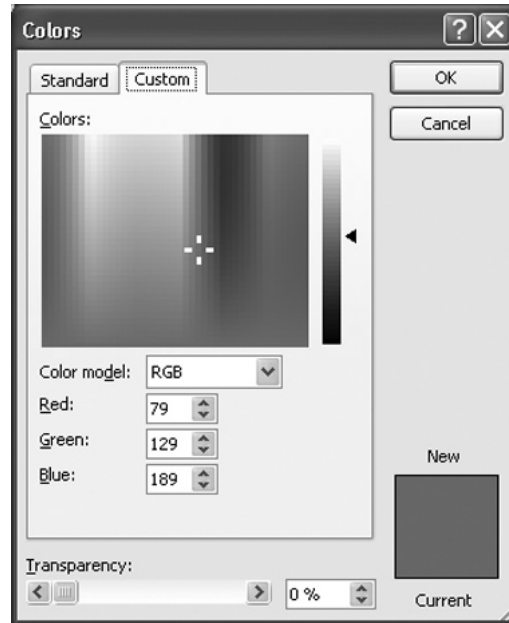 Colors
Standard
Custom
OK
Cancel
Colors:
Color model: RGB
Red: 79
Green: 129
Blue: 189
New
Transparency:
0 %
Current